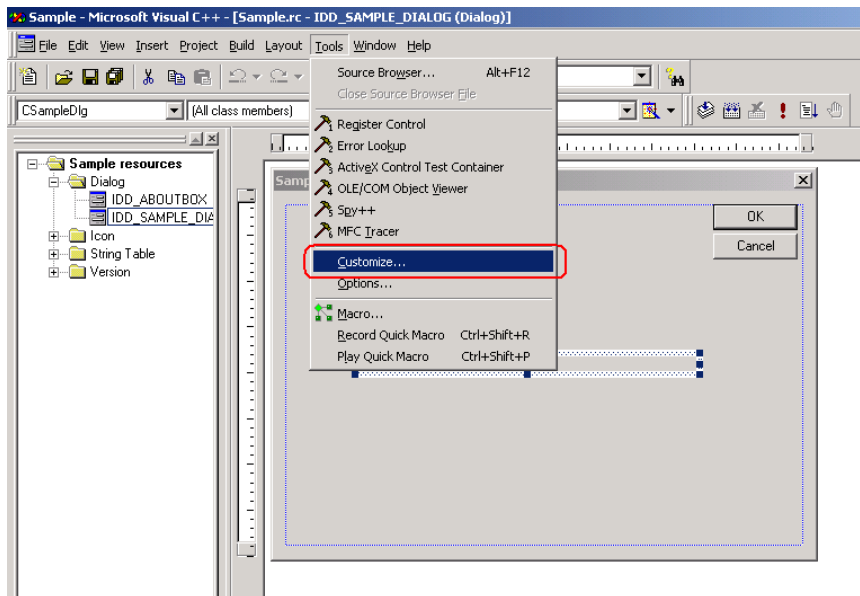 Sample - Microsoft Visual C++ - [Sample.rc - IDD_SAMPLE_DIALOG (Dialog)]
File Edit View Insert Project Build Layout Tools Window Help
CSampleDlg
(All class members)
Source Browser... Alt+F12
Close Source Browser File
Register Control
Error Lookup
ActiveX Control Test Container
OLE/COM Object Viewer
Spy++
MFC Tracer
Customize...
Options...
Macro...
Record Quick Macro Ctrl+Shift+R
Play Quick Macro Ctrl+Shift+P
Sample resources
Dialog
IDD_ABOUTBOX
IDD_SAMPLE_DIA
Icon
String Table
Version
Samp
OK
Cancel